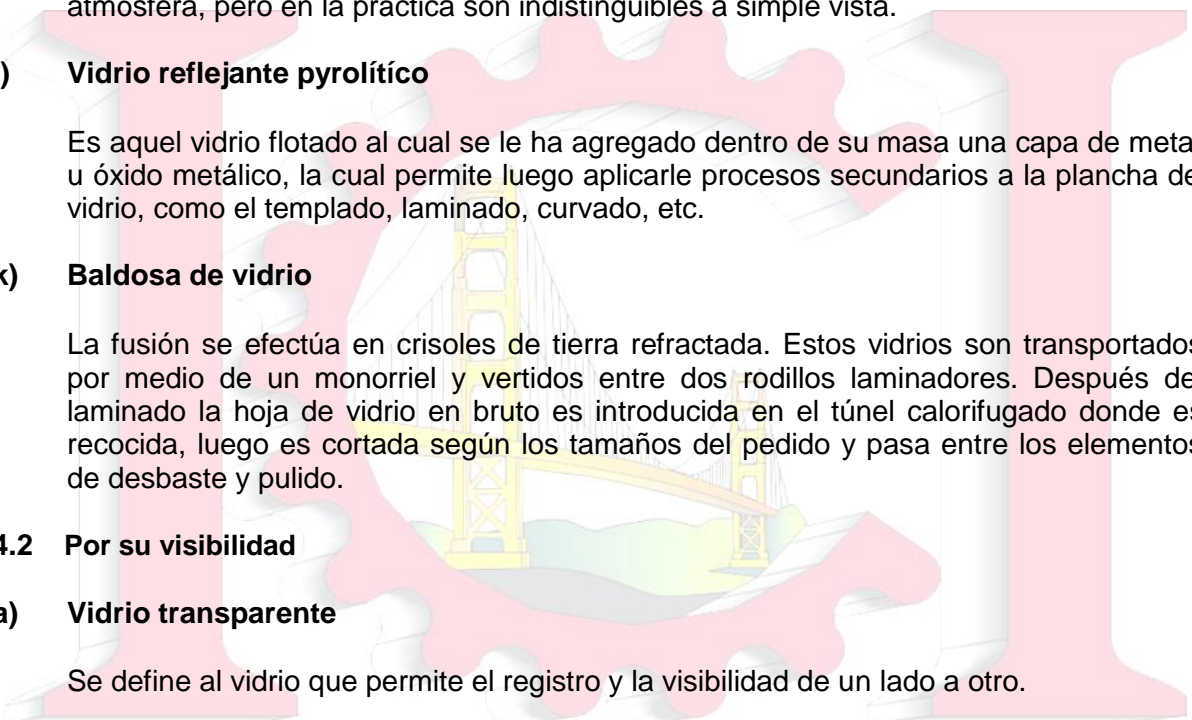 atmósfera, pero en la práctica son indistinguibles a simple vista.
) Vidrio reflejante pyrolítíco
Es aquel vidrio flotado al cual se le ha agregado dentro de su masa una capa de meta
u óxido metálico, la cual permite luego aplicarle procesos secundarios a la plancha de
vidrio, como el templado, laminado, curvado, etc.
k) Baldosa de vidrio
La fusión se efectúa en crisoles de tierra refractada. Estos vidrios son transportados
por medio de un monorriel y vertidos entre dos rodillos laminadores. Después de
laminado la hoja de vidrio en bruto es introducida en el túnel calorifugado donde es
recocida, luego es cortada según los tamaños del pedido y pasa entre los elementos
de desbaste y pulido.
4.2 Por su visibilidad
a) Vidrio transparente
Se define al vidrio que permite el registro y la visibilidad de un lado a otro.